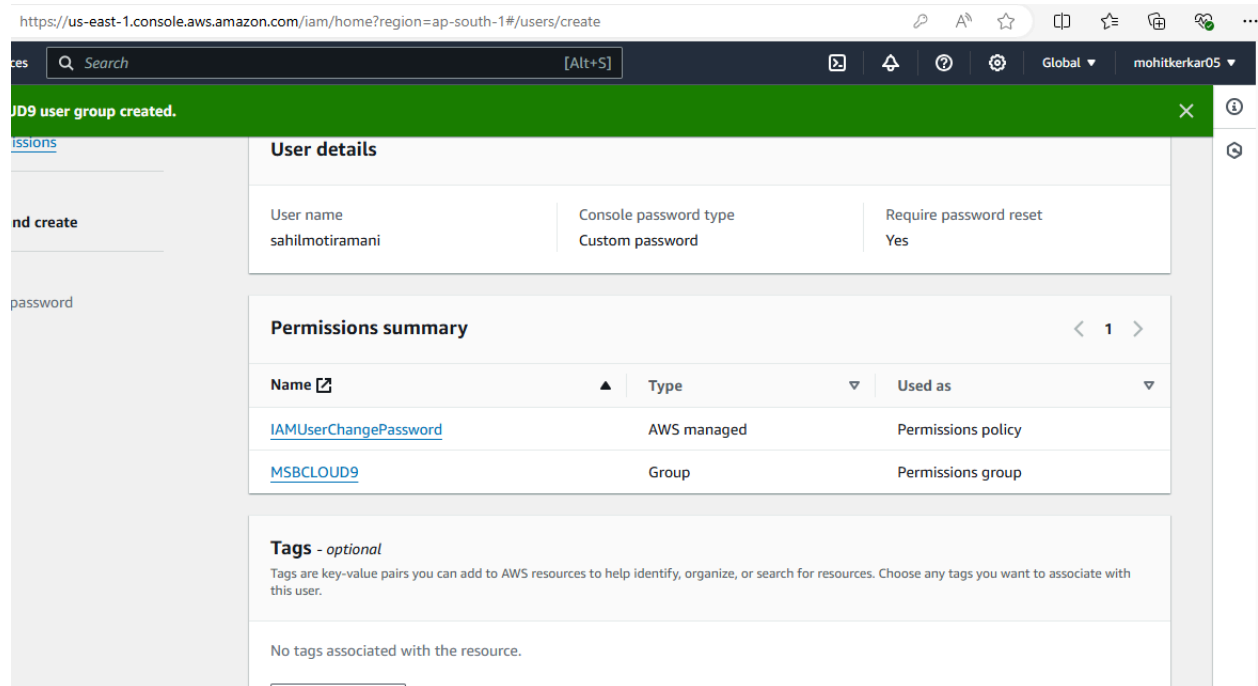 https://us-east-1.console.aws.amazon.com/iam/home?region=ap-south-1#/users/create
ces Search [Alt+S] Global mohitkerkar05
UD9 user group created.
issions
User details
nd create
User name Console password type Require password reset
sahilmotiramani Custom password Yes
password
Permissions summary 1
Name Type Used as
IAMUserChangePassword AWS managed Permissions policy
MSBCLOUD9 Group Permissions group
Tags - optional
Tags are key-value pairs you can add to AWS resources to help identify, organize, or search for resources. Choose any tags you want to associate with
this user.
No tags associated with the resource.